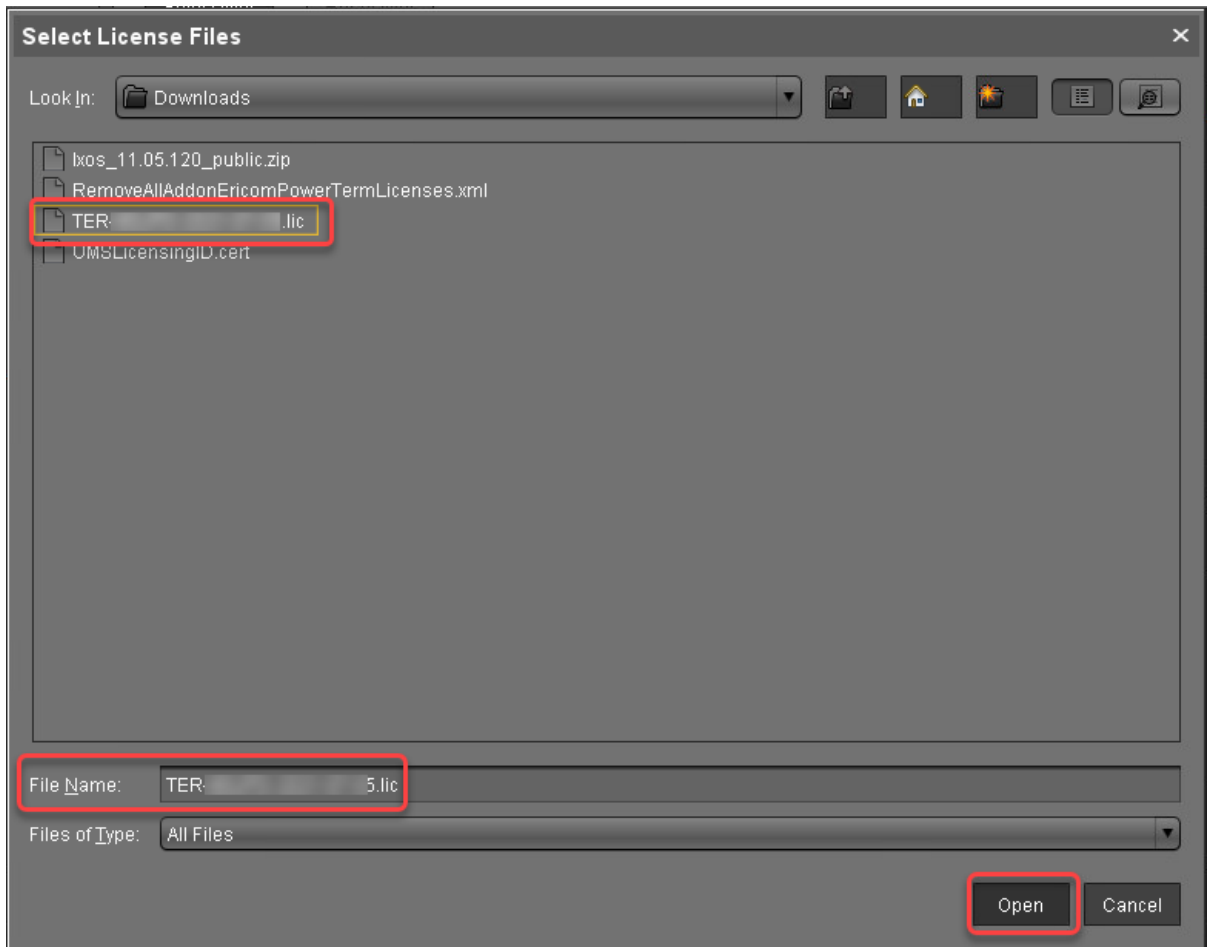 Select License Files
Look In: Downloads
lxos_11.05.120_public.zip
RemoveAllAddonEricomPowerTermLicenses.xml
TER- .lic
UMSLicensingID.cert
File Name: TER- 5.lic
Files of Type: All Files
Open Cancel